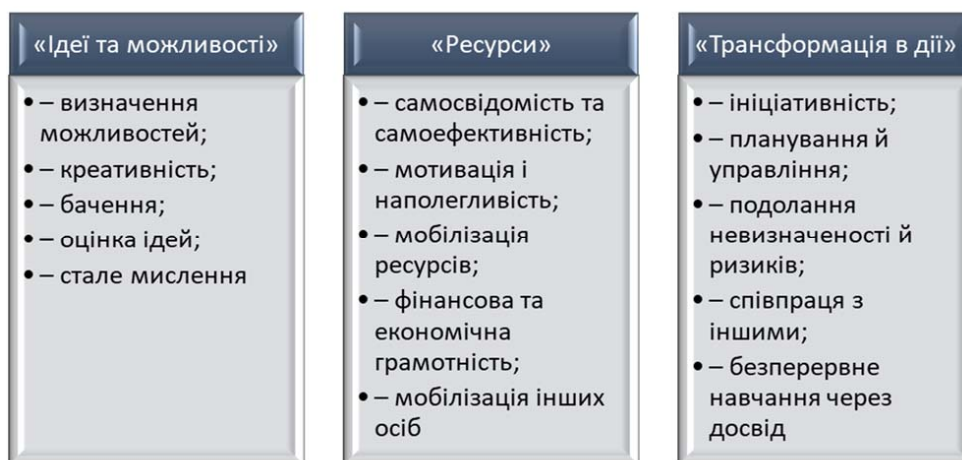 «Ідеї та можливості»
• – визначення
можливостей;
• – креативність;
• – бачення;
• – оцінка ідей;
• – стале мислення
«Ресурси»
• – самосвідомість та
самоефективність;
• – мотивація і
наполегливість;
• – мобілізація
ресурсів;
• – фінансова та
економічна
грамотність;
• – мобілізація інших
осіб
«Трансформація в дії»
• – ініціативність;
• – планування й
управління;
• – подолання
невизначеності й
ризиків;
• – співпраця з
іншими;
• – безперервне
навчання через
досвід